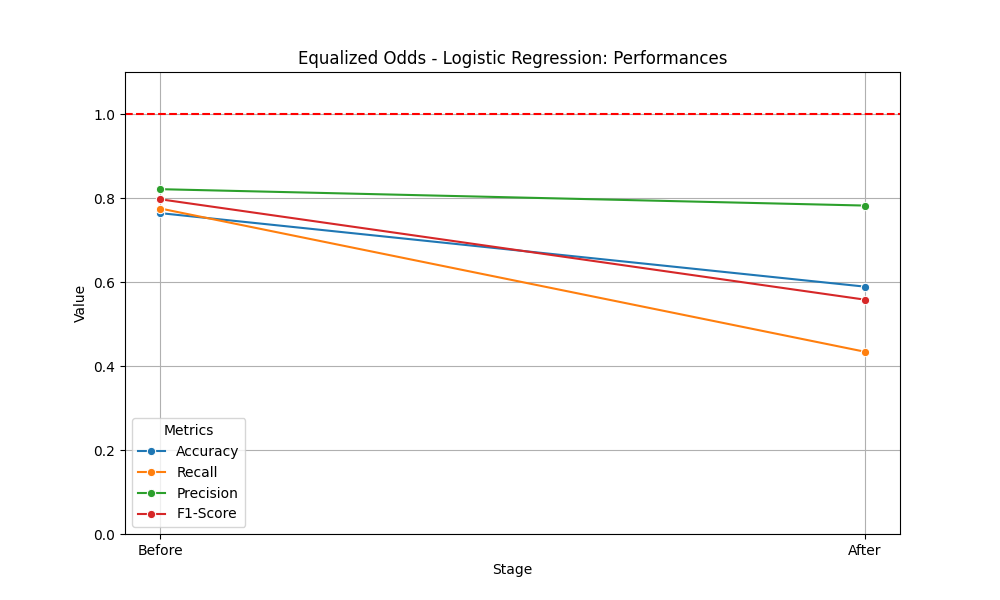 Equalized Odds - Logistic Regression: Performances
Value
1.0
0.8
0.6
0.4
0.2
0.0
Metrics
Accuracy
Recall
Precision
F1-Score
Before
After
Stage